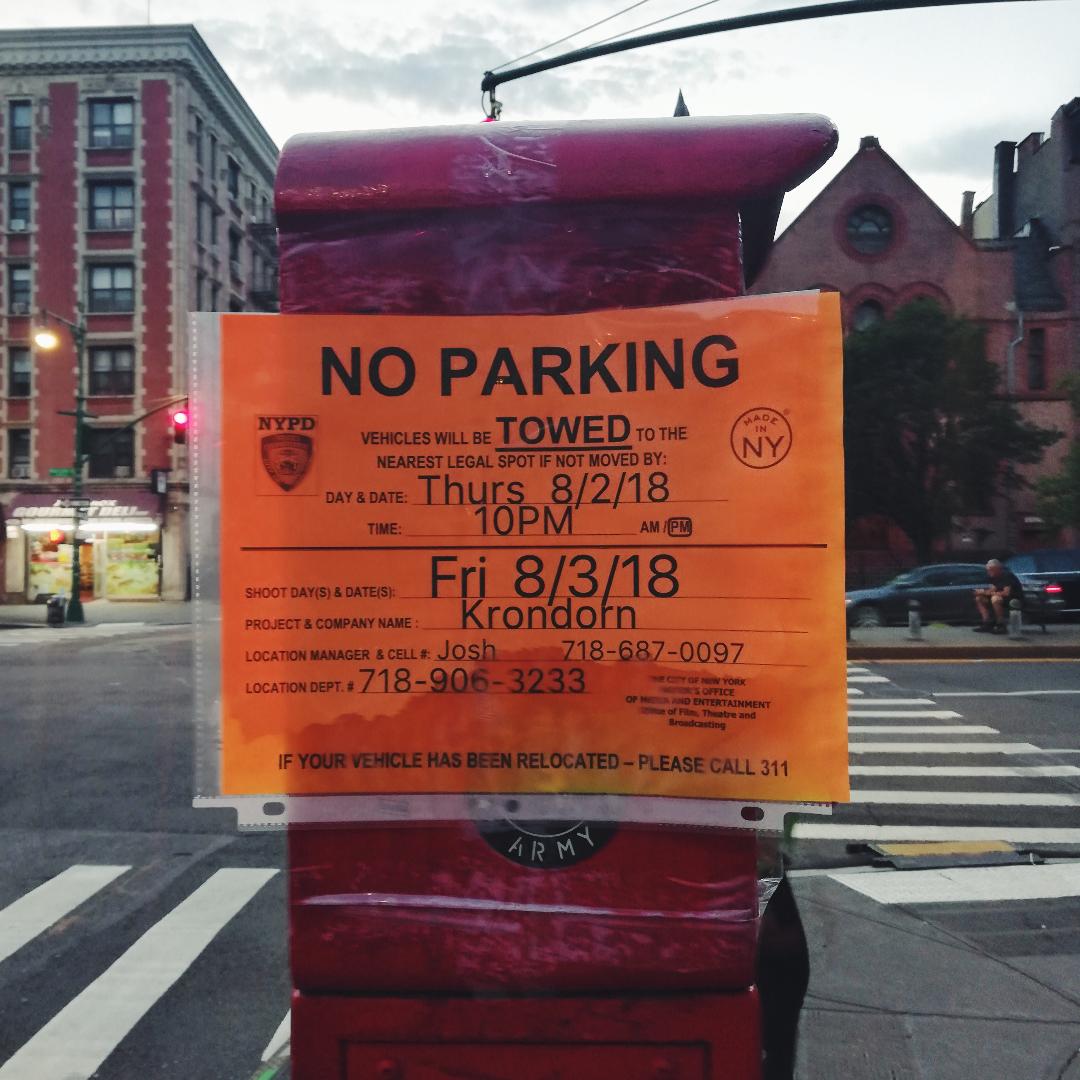 NO PARKING
NYPD
VEHICLES WILL BE TOWED TO THE
NEAREST LEGAL SPOT IF NOT MOVED BY:
MADE IN NY
DAY & DATE: Thurs 8/2/18
TIME: 10PM AM / PM
SHOOT DAY(S) & DATE(S): Fri 8/3/18
PROJECT & COMPANY NAME : Krondorn
LOCATION MANAGER & CELL #: Josh 718-687-0097
LOCATION DEPT. # 718-906-3233
THE CITY OF NEW YORK
MAYOR'S OFFICE
OF MEDIA AND ENTERTAINMENT
Office of Film, Theatre and
Broadcasting
IF YOUR VEHICLE HAS BEEN RELOCATED – PLEASE CALL 311
ARMY